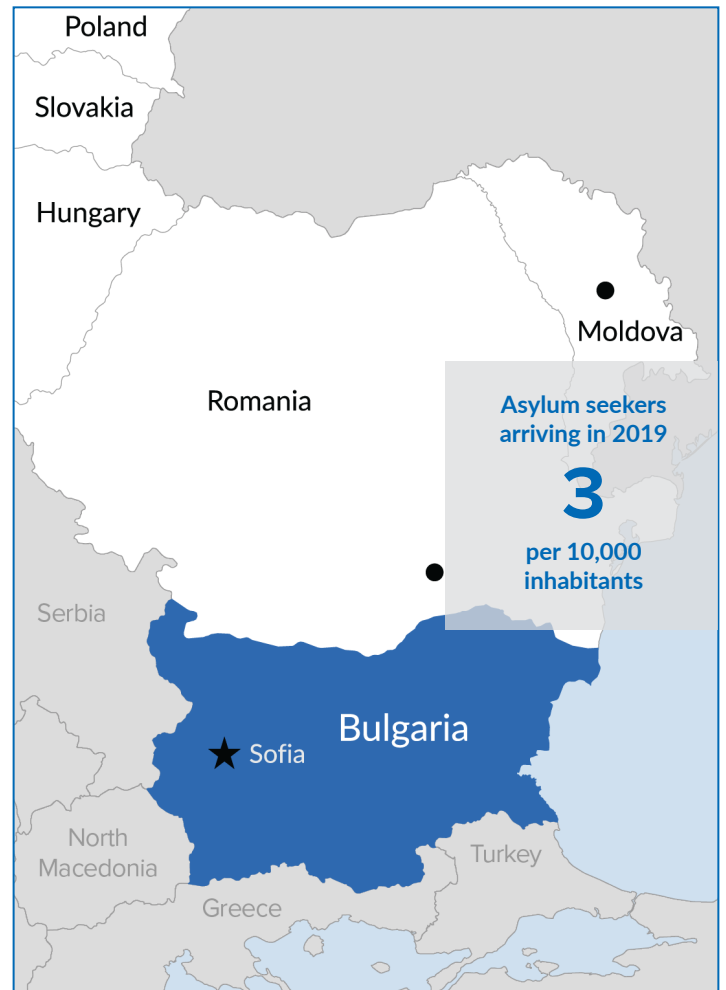 Poland
Slovakia
Hungary
Moldova
Romania
Asylum seekers
arriving in 2019
3
per 10,000
inhabitants
Serbia
Bulgaria
Sofia
North
Macedonia
Turkey
Greece